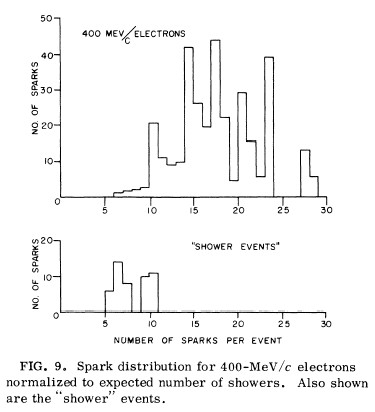 50
400 MEV/C ELECTRONS
40
30
20
10
NO. OF SPARKS
0 5 10 15 20 25 30
20
"SHOWER EVENTS"
10
NO. OF SPARKS
0 5 10 15 20 25 30
NUMBER OF SPARKS PER EVENT
FIG. 9. Spark distribution for 400-MeV/c electrons
normalized to expected number of showers. Also shown
are the "shower" events.